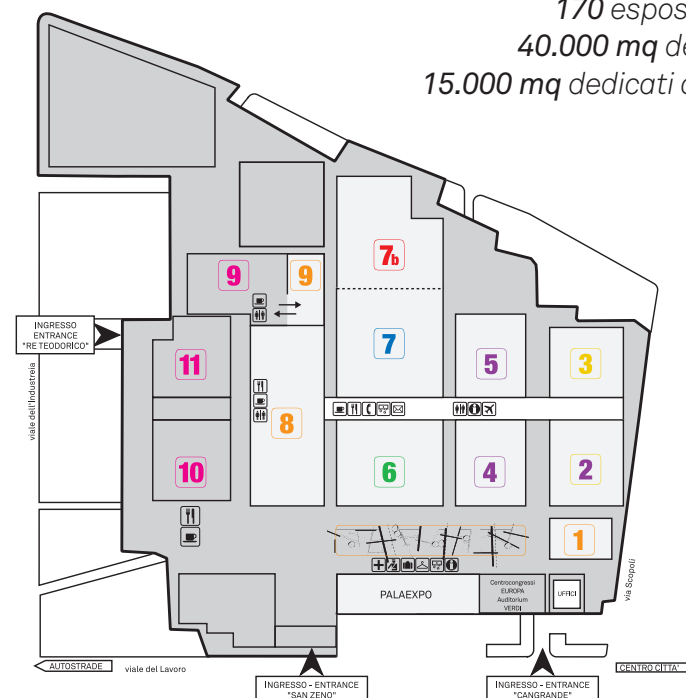 170 espos
40.000 mq de
15.000 mq dedicati
7b
9
9
7
5
3
11
INGRESSO
ENTRANCE
"RE TEODORICO"
viale dell'Industreia
8
10
6
4
2
1
PALAEXPO
Centrocongressi
EUROPA
Auditorium
VERDI
UFFICI
via Scopoli
AUTOSTRADE
viale del Lavoro
INGRESSO - ENTRANCE
"SAN ZENO"
INGRESSO - ENTRANCE
"CANGRANDE"
CENTRO CITTA'